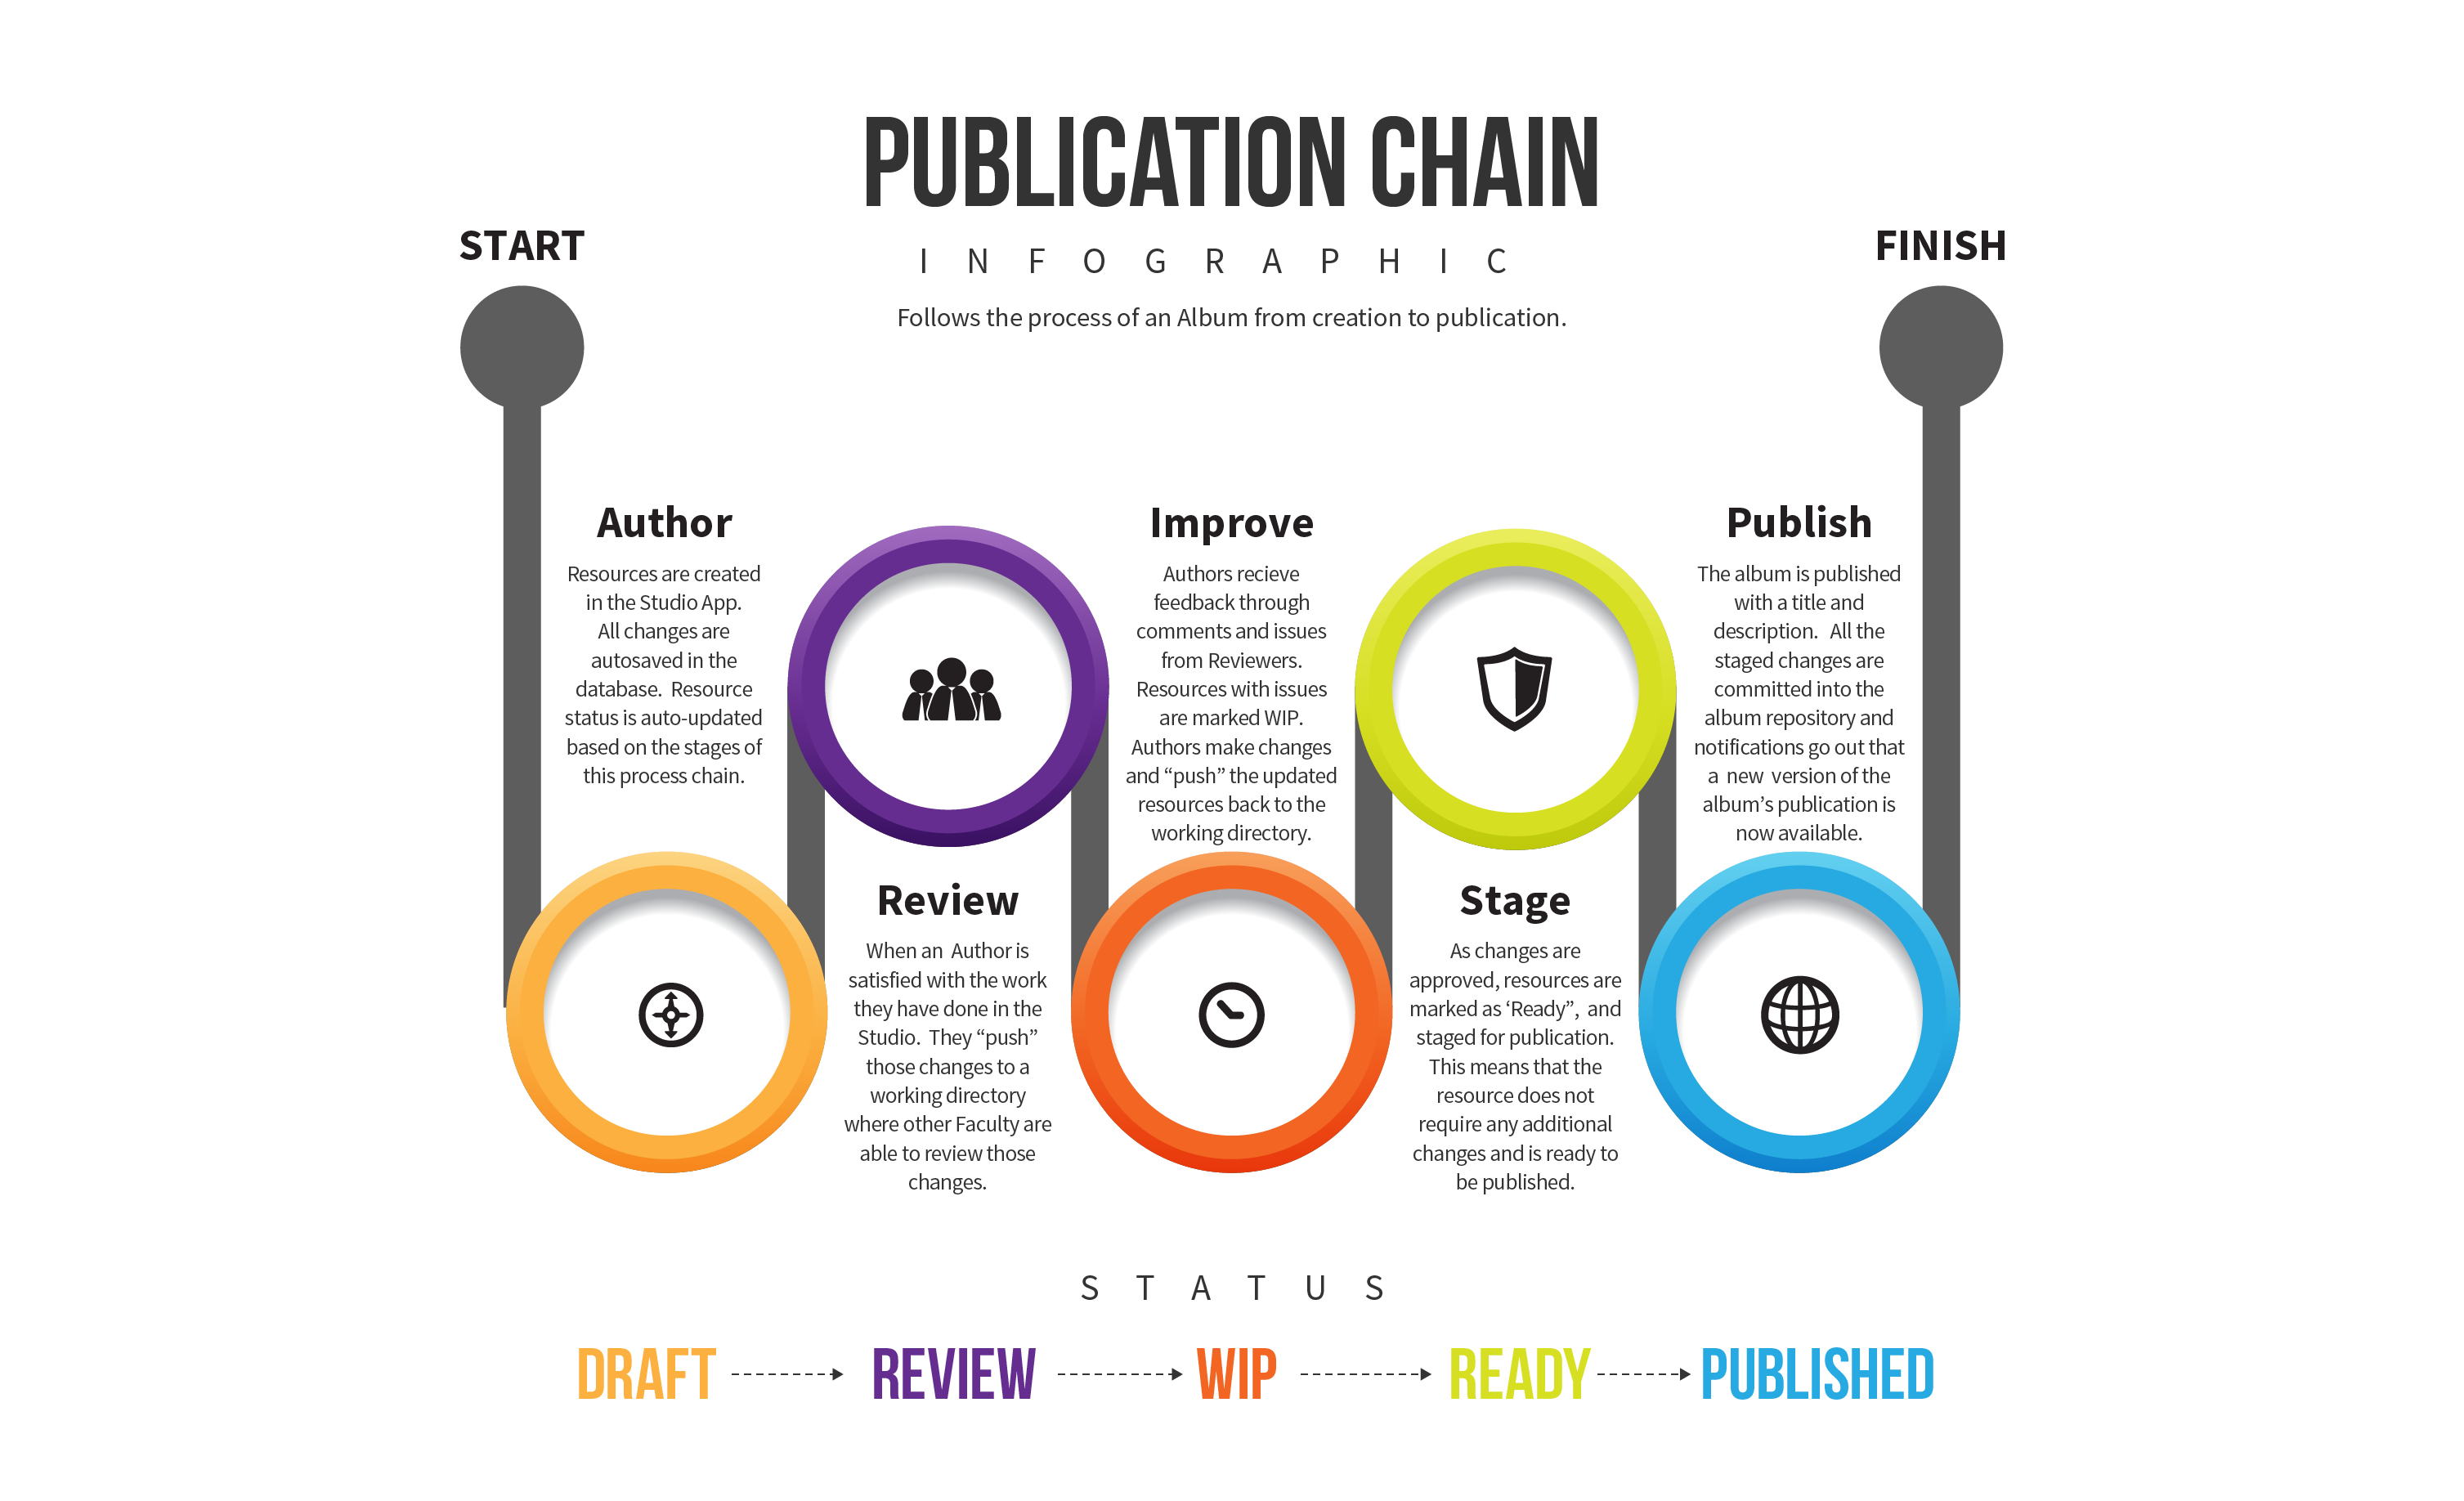 PUBLICATION CHAIN
INFOGRAPHIC
Follows the process of an Album from creation to publication.
START
FINISH
Author
Resources are created
in the Studio App.
All changes are
autosaved in the
database.  Resource
status is auto-updated
based on the stages of
this process chain.
Review
When an  Author is
satisfied with the work
they have done in the
Studio.  They “push”
those changes to a
working directory
where other Faculty are
able to review those
changes.
Improve
Authors recieve
feedback through
comments and issues
from Reviewers.
Resources with issues
are marked WIP.
Authors make changes
and “push” the updated
resources back to the
working directory.
Stage
As changes are
approved, resources are
marked as ‘Ready”,  and
staged for publication.
This means that the
resource does not
require any additional
changes and is ready to
be published.
Publish
The album is published
with a title and
description.   All the
staged changes are
committed into the
album repository and
notifications go out that
a  new  version of the
album’s publication is
now available.
STATUS
DRAFT
REVIEW
WIP
READY
PUBLISHED